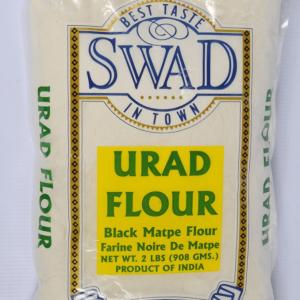 BEST TASTE
SWAD
IN TOWN
URAD FLOUR
URAD
FLOUR
Black Matpe Flour
Farine Noire De Matpe
NET WT. 2 LBS (908 GMS.)
PRODUCT OF INDIA
URAD FLOUR